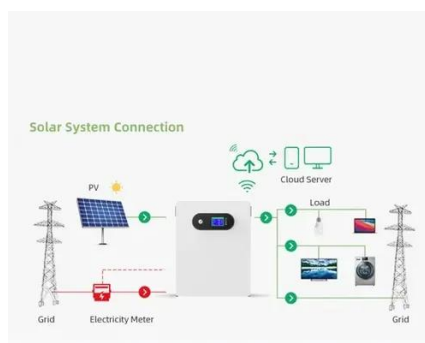 Solar System Connection
PV
Cloud Server
Load
Grid
Electricity Meter
Grid